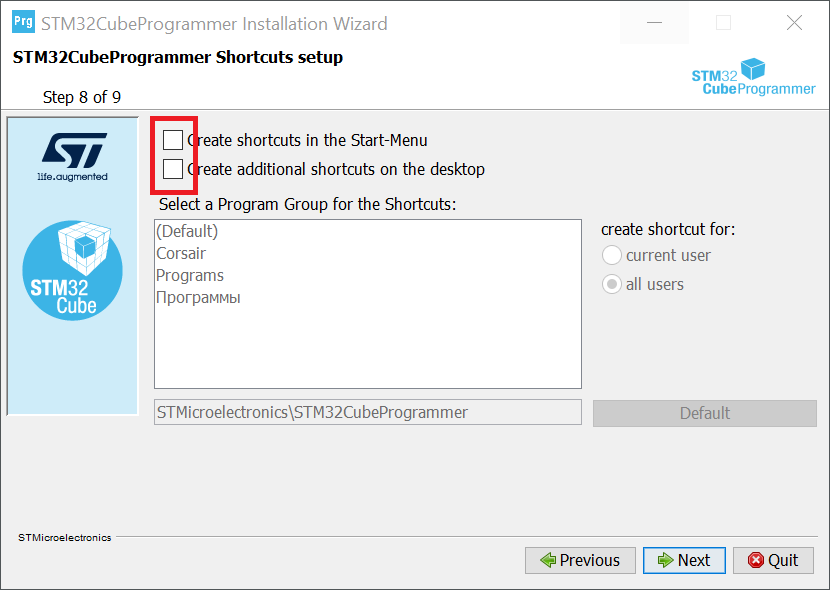 Prg STM32CubeProgrammer Installation Wizard
STM32CubeProgrammer Shortcuts setup
STM32
CubeProgrammer
Step 8 of 9
ST
life.augmented
STM32
Cube
Create shortcuts in the Start-Menu
Create additional shortcuts on the desktop
Select a Program Group for the Shortcuts:
(Default)
Corsair
Programs
Программы
create shortcut for:
current user
all users
STMicroelectronics\STM32CubeProgrammer
Default
STMicroelectronics
Previous
Next
Quit